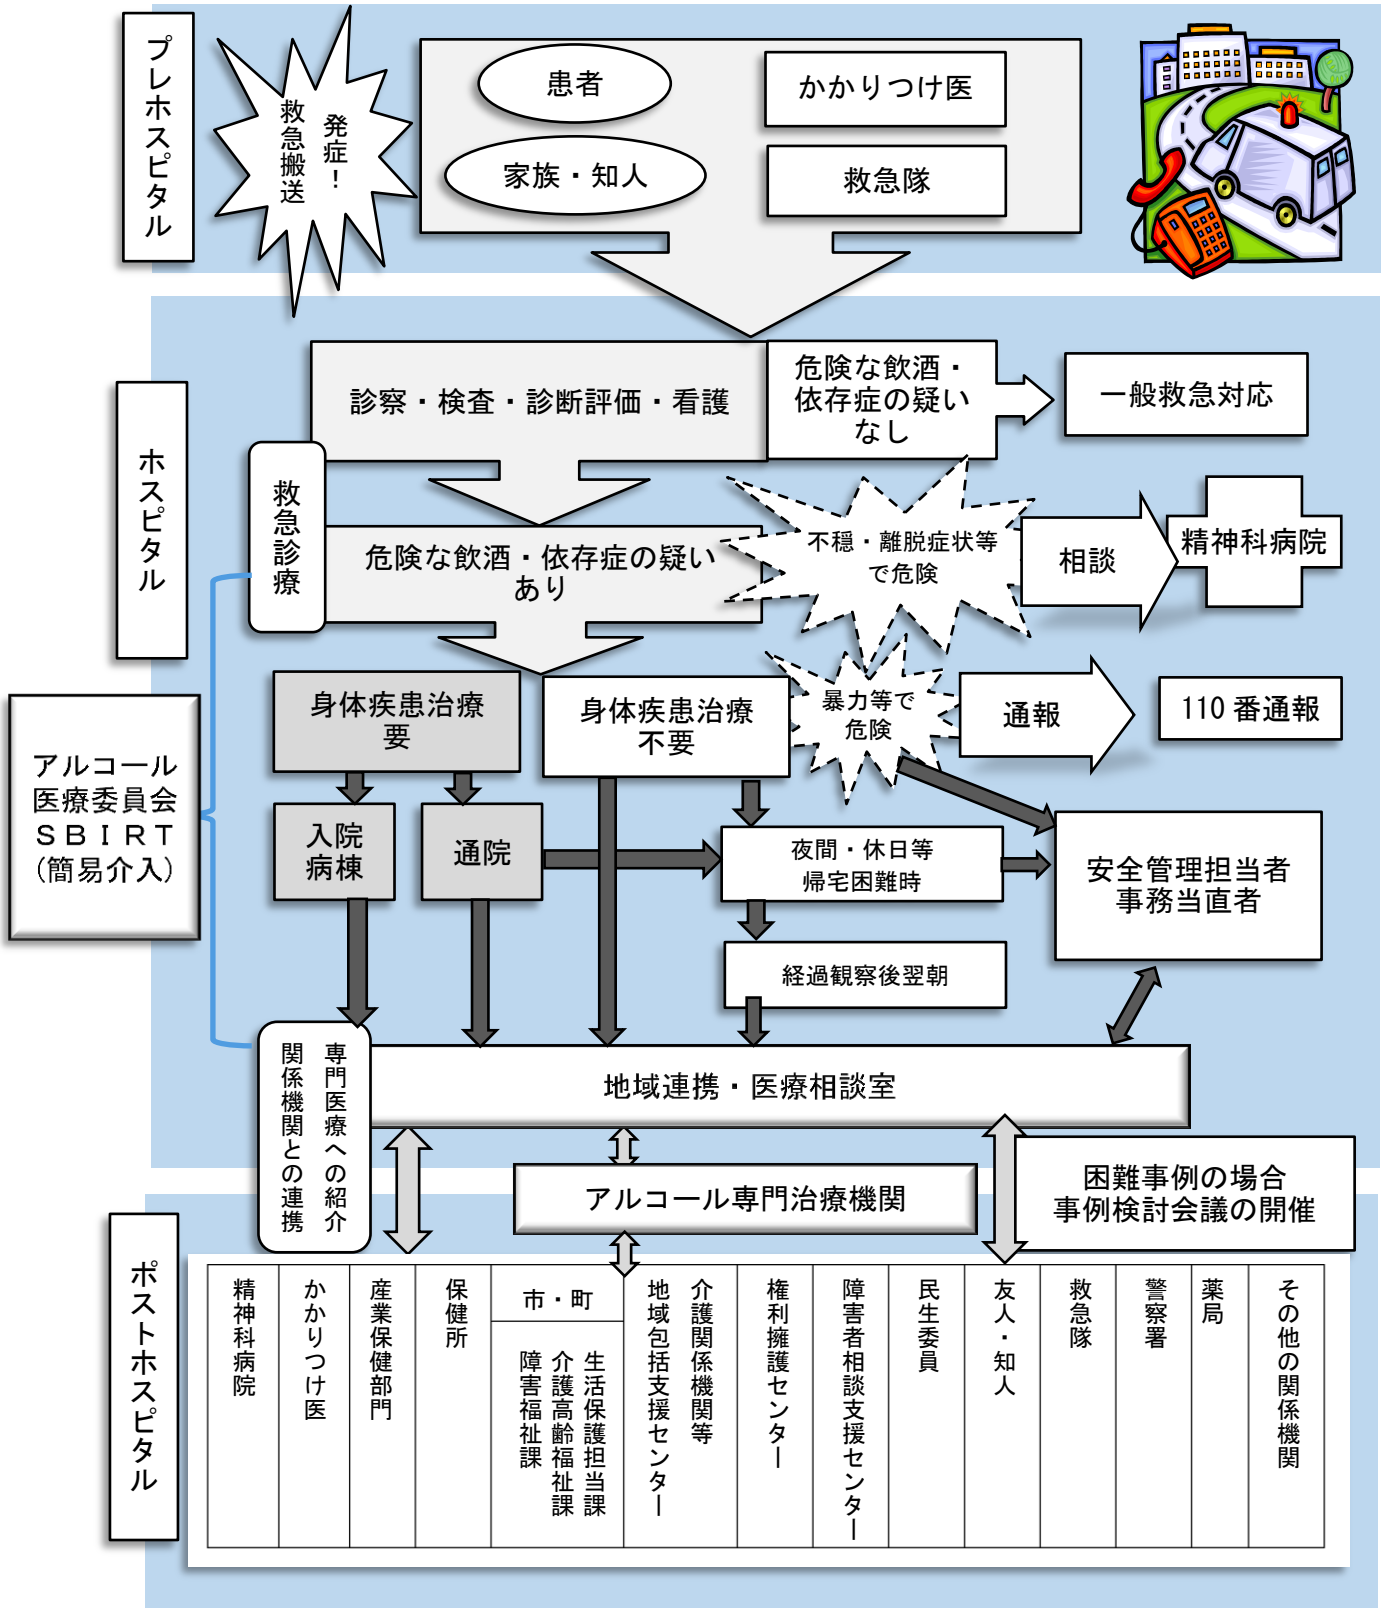 プレホスピタル
発症！
救急搬送
患者
かかりつけ医
家族・知人
救急隊
ホスピタル
診察・検査・診断評価・看護
危険な飲酒・
依存症の疑い
なし
一般救急対応
救急診療
危険な飲酒・依存症の疑い
あり
不穏・離脱症状等
で危険
相談
精神科病院
身体疾患治療
要
身体疾患治療
不要
暴力等で
危険
通報
110 番通報
アルコール
医療委員会
ＳＢＩＲＴ
(簡易介入)
入院
病棟
通院
夜間・休日等
帰宅困難時
安全管理担当者
事務当直者
経過観察後翌朝
専門医療への紹介
関係機関との連携
地域連携・医療相談室
アルコール専門治療機関
困難事例の場合
事例検討会議の開催
ポストホスピタル
精神科病院
かかりつけ医
産業保健部門
保健所
市・町
生活保護担当課
介護高齢福祉課
障害福祉課
介護関係機関等
地域包括支援センター
権利擁護センター
障害者相談支援センター
民生委員
友人・知人
救急隊
警察署
薬局
その他の関係機関